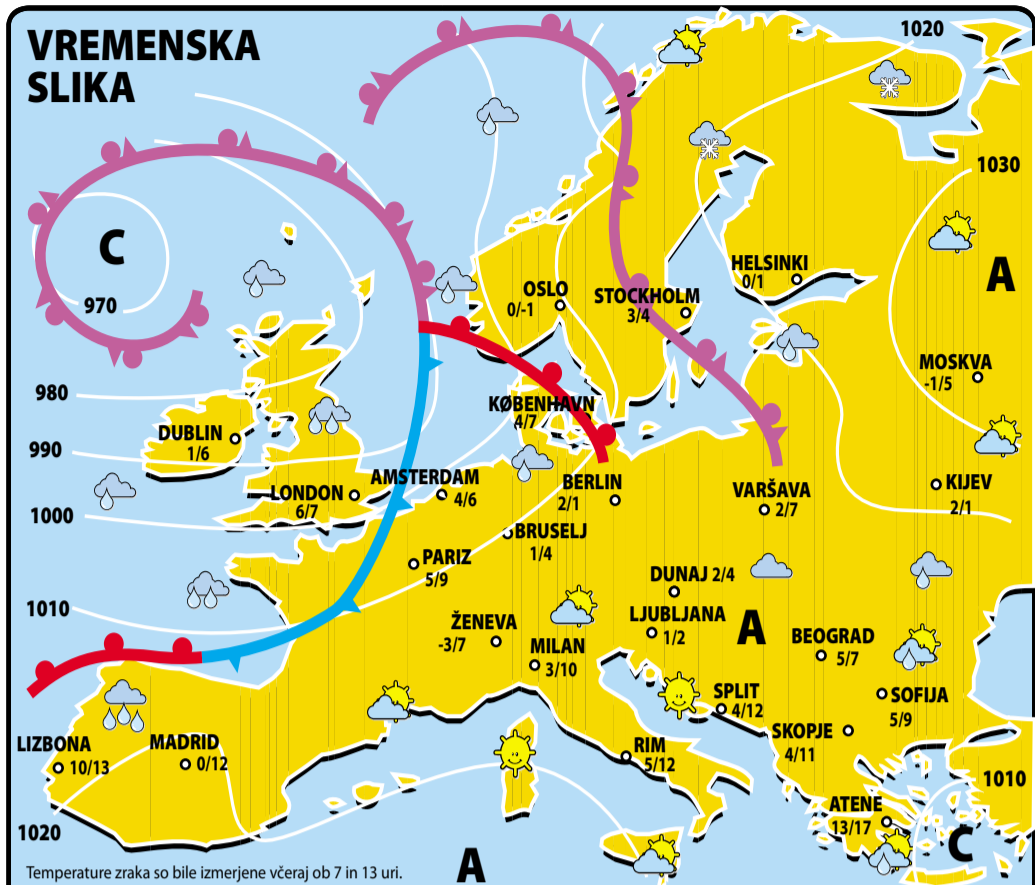 VREMENSKA
SLIKA
1020
1030
C
970
A
HELSINKI
0/1
OSLO
0/-1
STOCKHOLM
3/4
MOSKVA
-1/5
980
KØBENHAVN
4/7
DUBLIN
1/6
990
AMSTERDAM
4/6
LONDON
6/7
BERLIN
2/1
VARŠAVA
2/7
KIJEV
2/1
1000
BRUSELJ
1/4
PARIZ
5/9
DUNAJ 2/4
1010
ŽENEVA
-3/7
LJUBLJANA
1/2
A
BEOGRAD
5/7
MILAN
3/10
SPLIT
4/12
SOFIJA
5/9
SKOPJE
4/11
LIZBONA
10/13
MADRID
0/12
RIM
5/12
1010
ATENE
13/17
1020
C
A
Temperature zraka so bile izmerjene včeraj ob 7 in 13 uri.